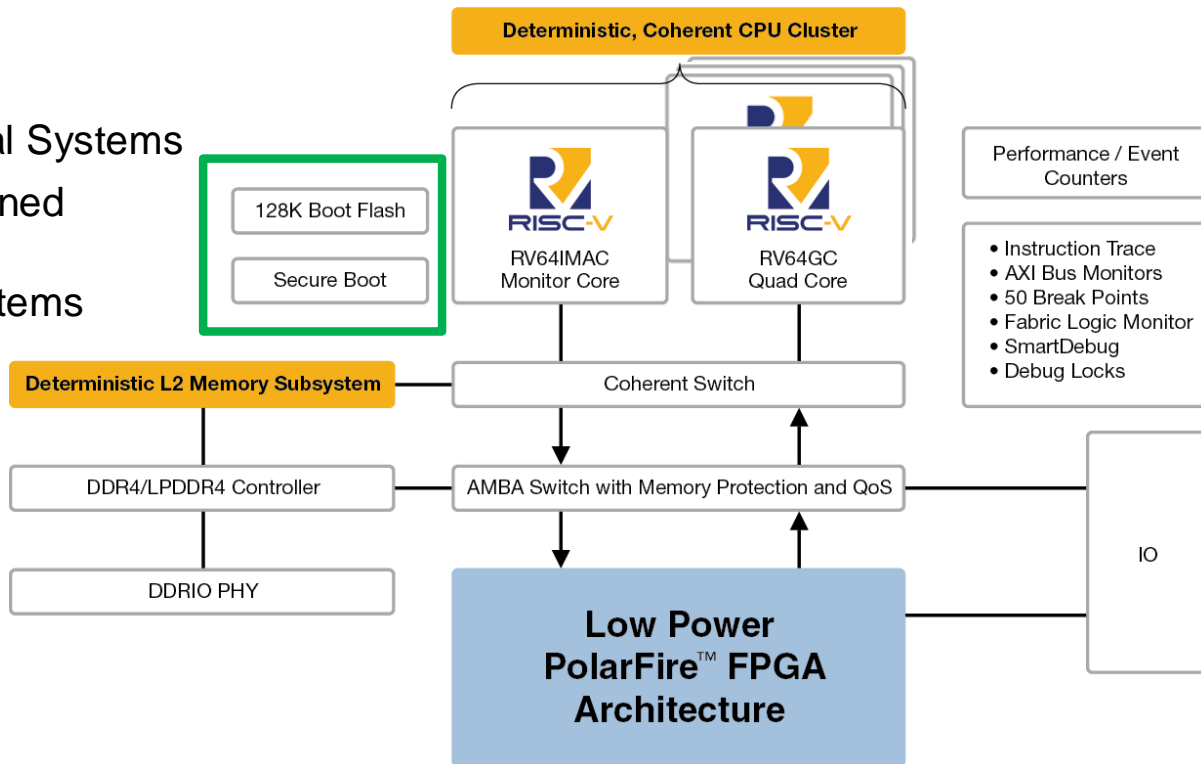 Deterministic, Coherent CPU Cluster
al Systems
ned
tems
128K Boot Flash
Secure Boot
RISC-V
RV64IMAC
Monitor Core
RISC-V
RV64GC
Quad Core
Performance / Event
Counters
• Instruction Trace
• AXI Bus Monitors
• 50 Break Points
• Fabric Logic Monitor
• SmartDebug
• Debug Locks
Deterministic L2 Memory Subsystem
Coherent Switch
DDR4/LPDDR4 Controller
AMBA Switch with Memory Protection and QoS
IO
DDRIO PHY
Low Power
PolarFire™ FPGA
Architecture